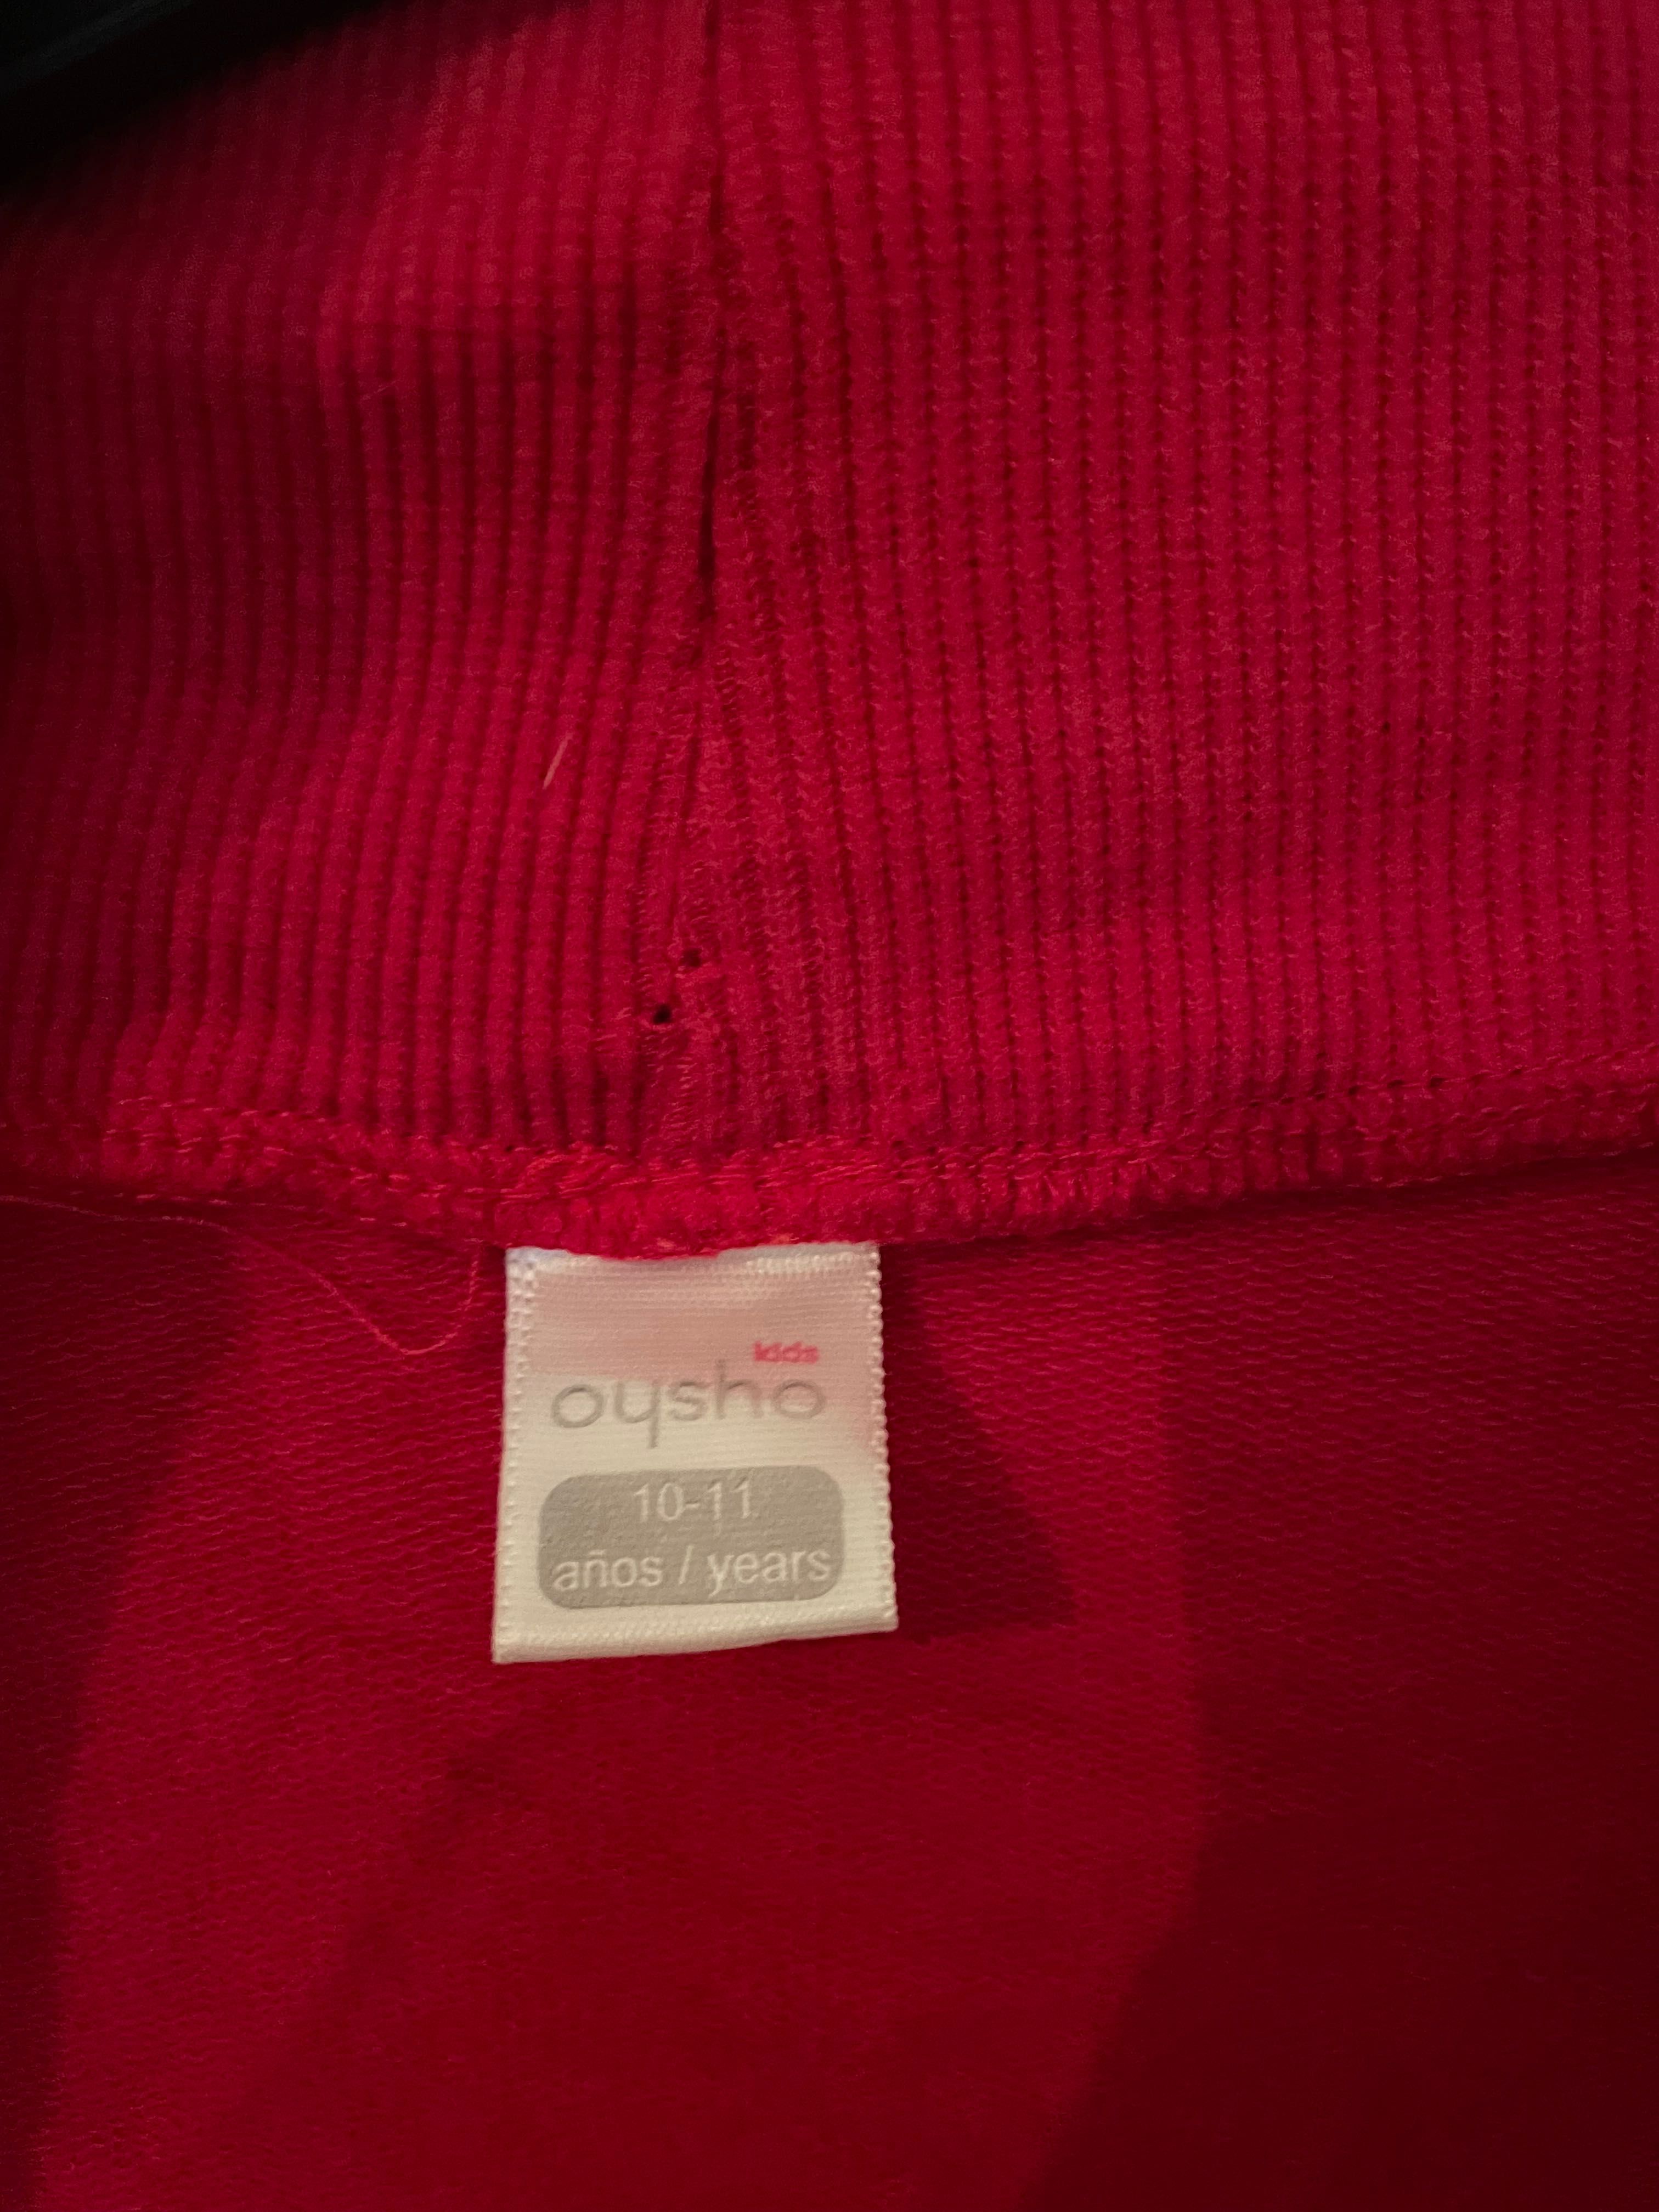 kids
oysho
10-11
años / years